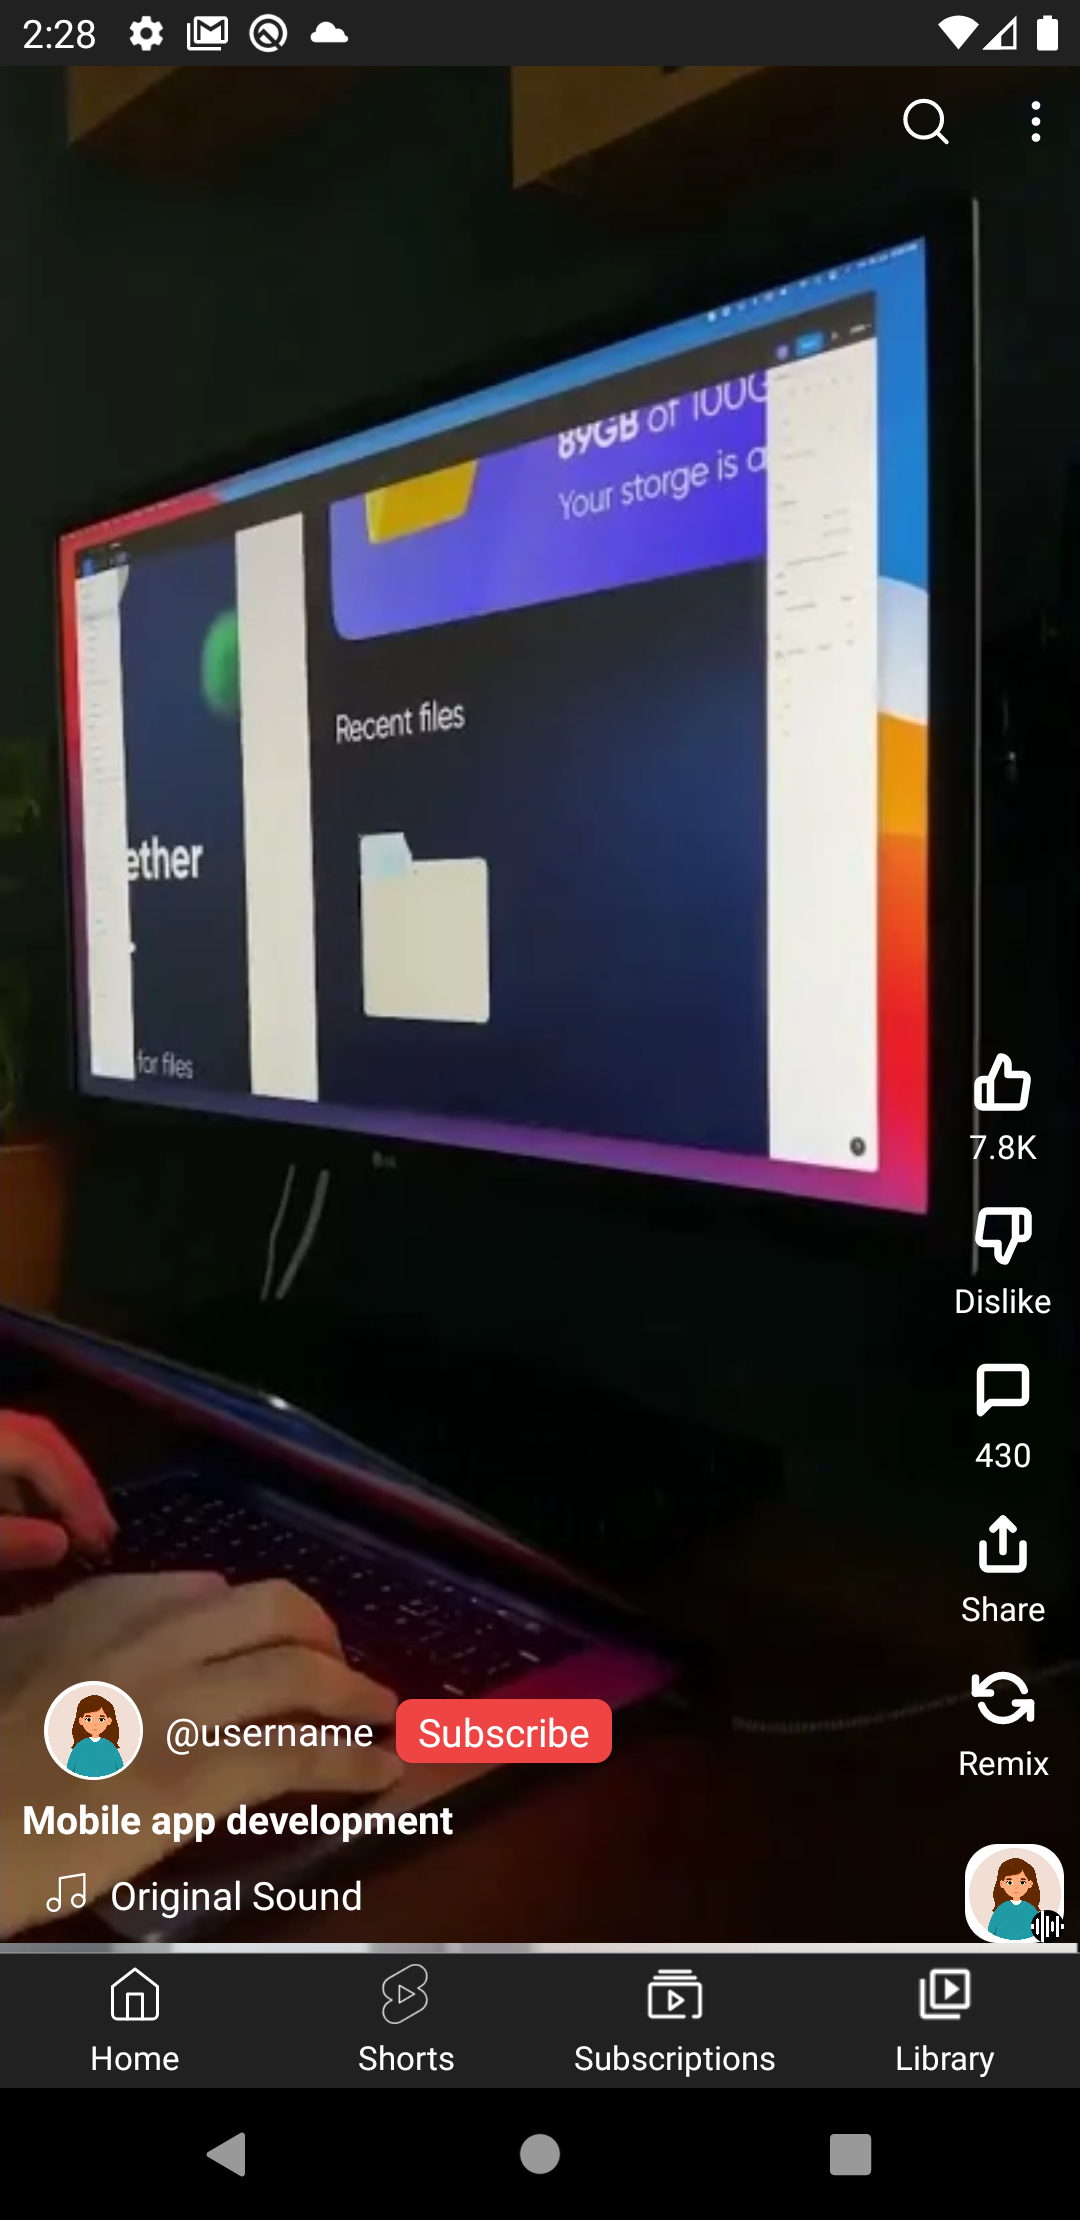 2:28
89GB of 100G
Your storge is a
Recent files
ether
for files
7.8K
Dislike
430
Share
Remix
@username
Subscribe
Mobile app development
Original Sound
Home
Shorts
Subscriptions
Library